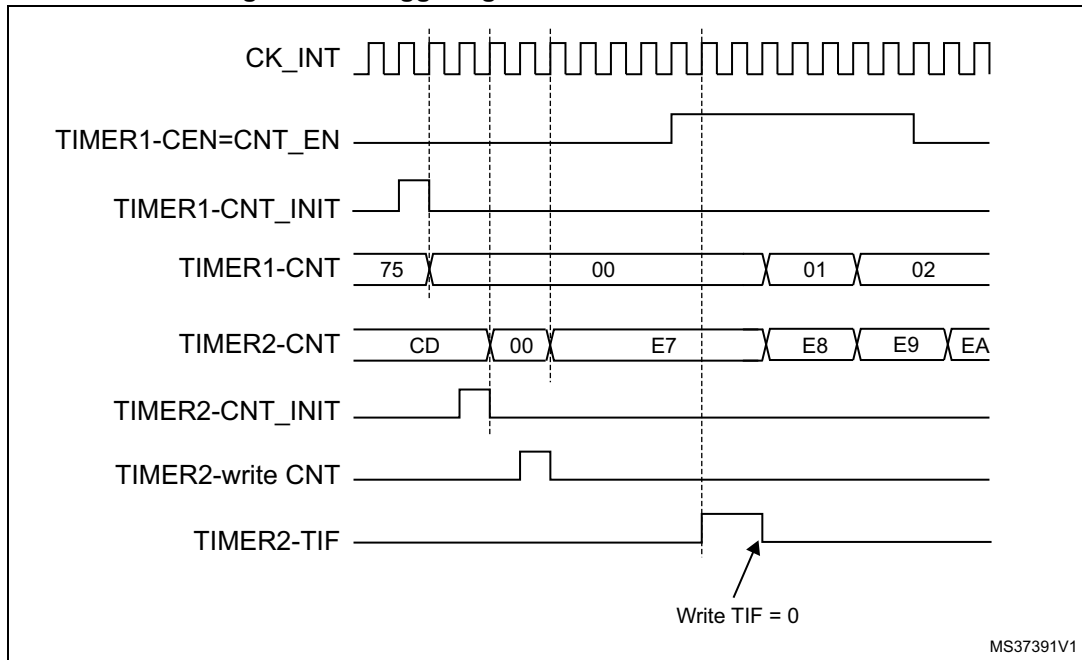 CK_INT
TIMER1-CEN=CNT_EN
TIMER1-CNT_INIT
TIMER1-CNT 75 00 01 02
TIMER2-CNT CD 00 E7 E8 E9 EA
TIMER2-CNT_INIT
TIMER2-write CNT
TIMER2-TIF
Write TIF = 0
MS37391V1